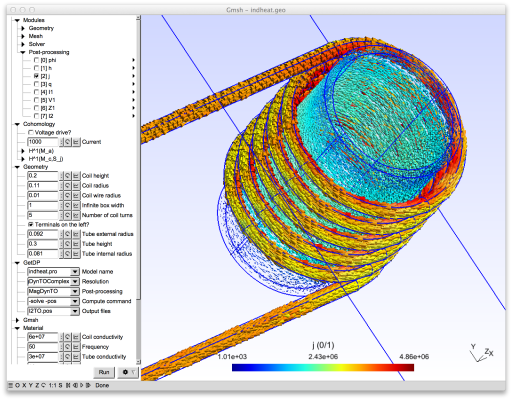 Gmsh - indheat.geo
Modules
Geometry
Mesh
Solver
Post-processing
[0] phi
[1] h
[2] j
[3] q
[4] I1
[5] V1
[6] Z1
[7] I2
Cohomology
Voltage drive?
1000 Current
H^1(M_a)
H^1(M_c,S_j)
Geometry
0.2 Coil height
0.11 Coil radius
0.01 Coil wire radius
1 Infinite box width
5 Number of coil turns
Terminals on the left?
0.092 Tube external radius
0.3 Tube height
0.081 Tube internal radius
GetDP
indheat.pro Model name
DynTOComplex Resolution
MagDynTO Post-processing
-solve -pos Compute command
I2TO.pos Output files
Gmsh
Material
6e+07 Coil conductivity
50 Frequency
3e+07 Tube conductivity
Run
O X Y Z 1:1 S Done
j (0/1)
1.01e+03 2.43e+06 4.86e+06
Y
Z X